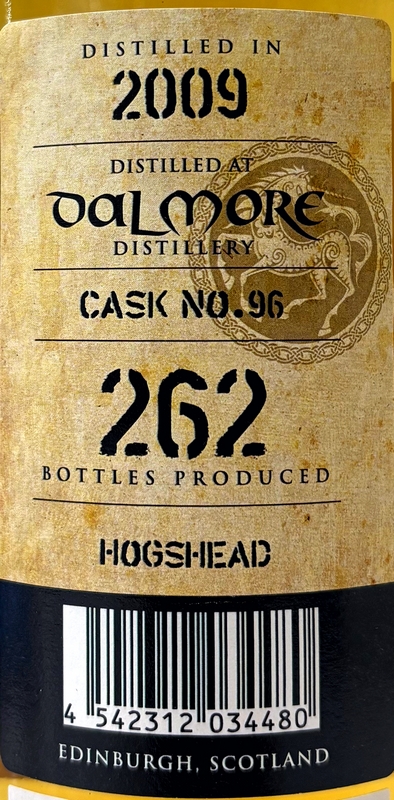 DISTILLED IN
2009
DISTILLED AT
DALMORE
DISTILLERY
CASK NO.96
262
BOTTLES PRODUCED
HOGSHEAD
4 542312 034480
EDINBURGH, SCOTLAND